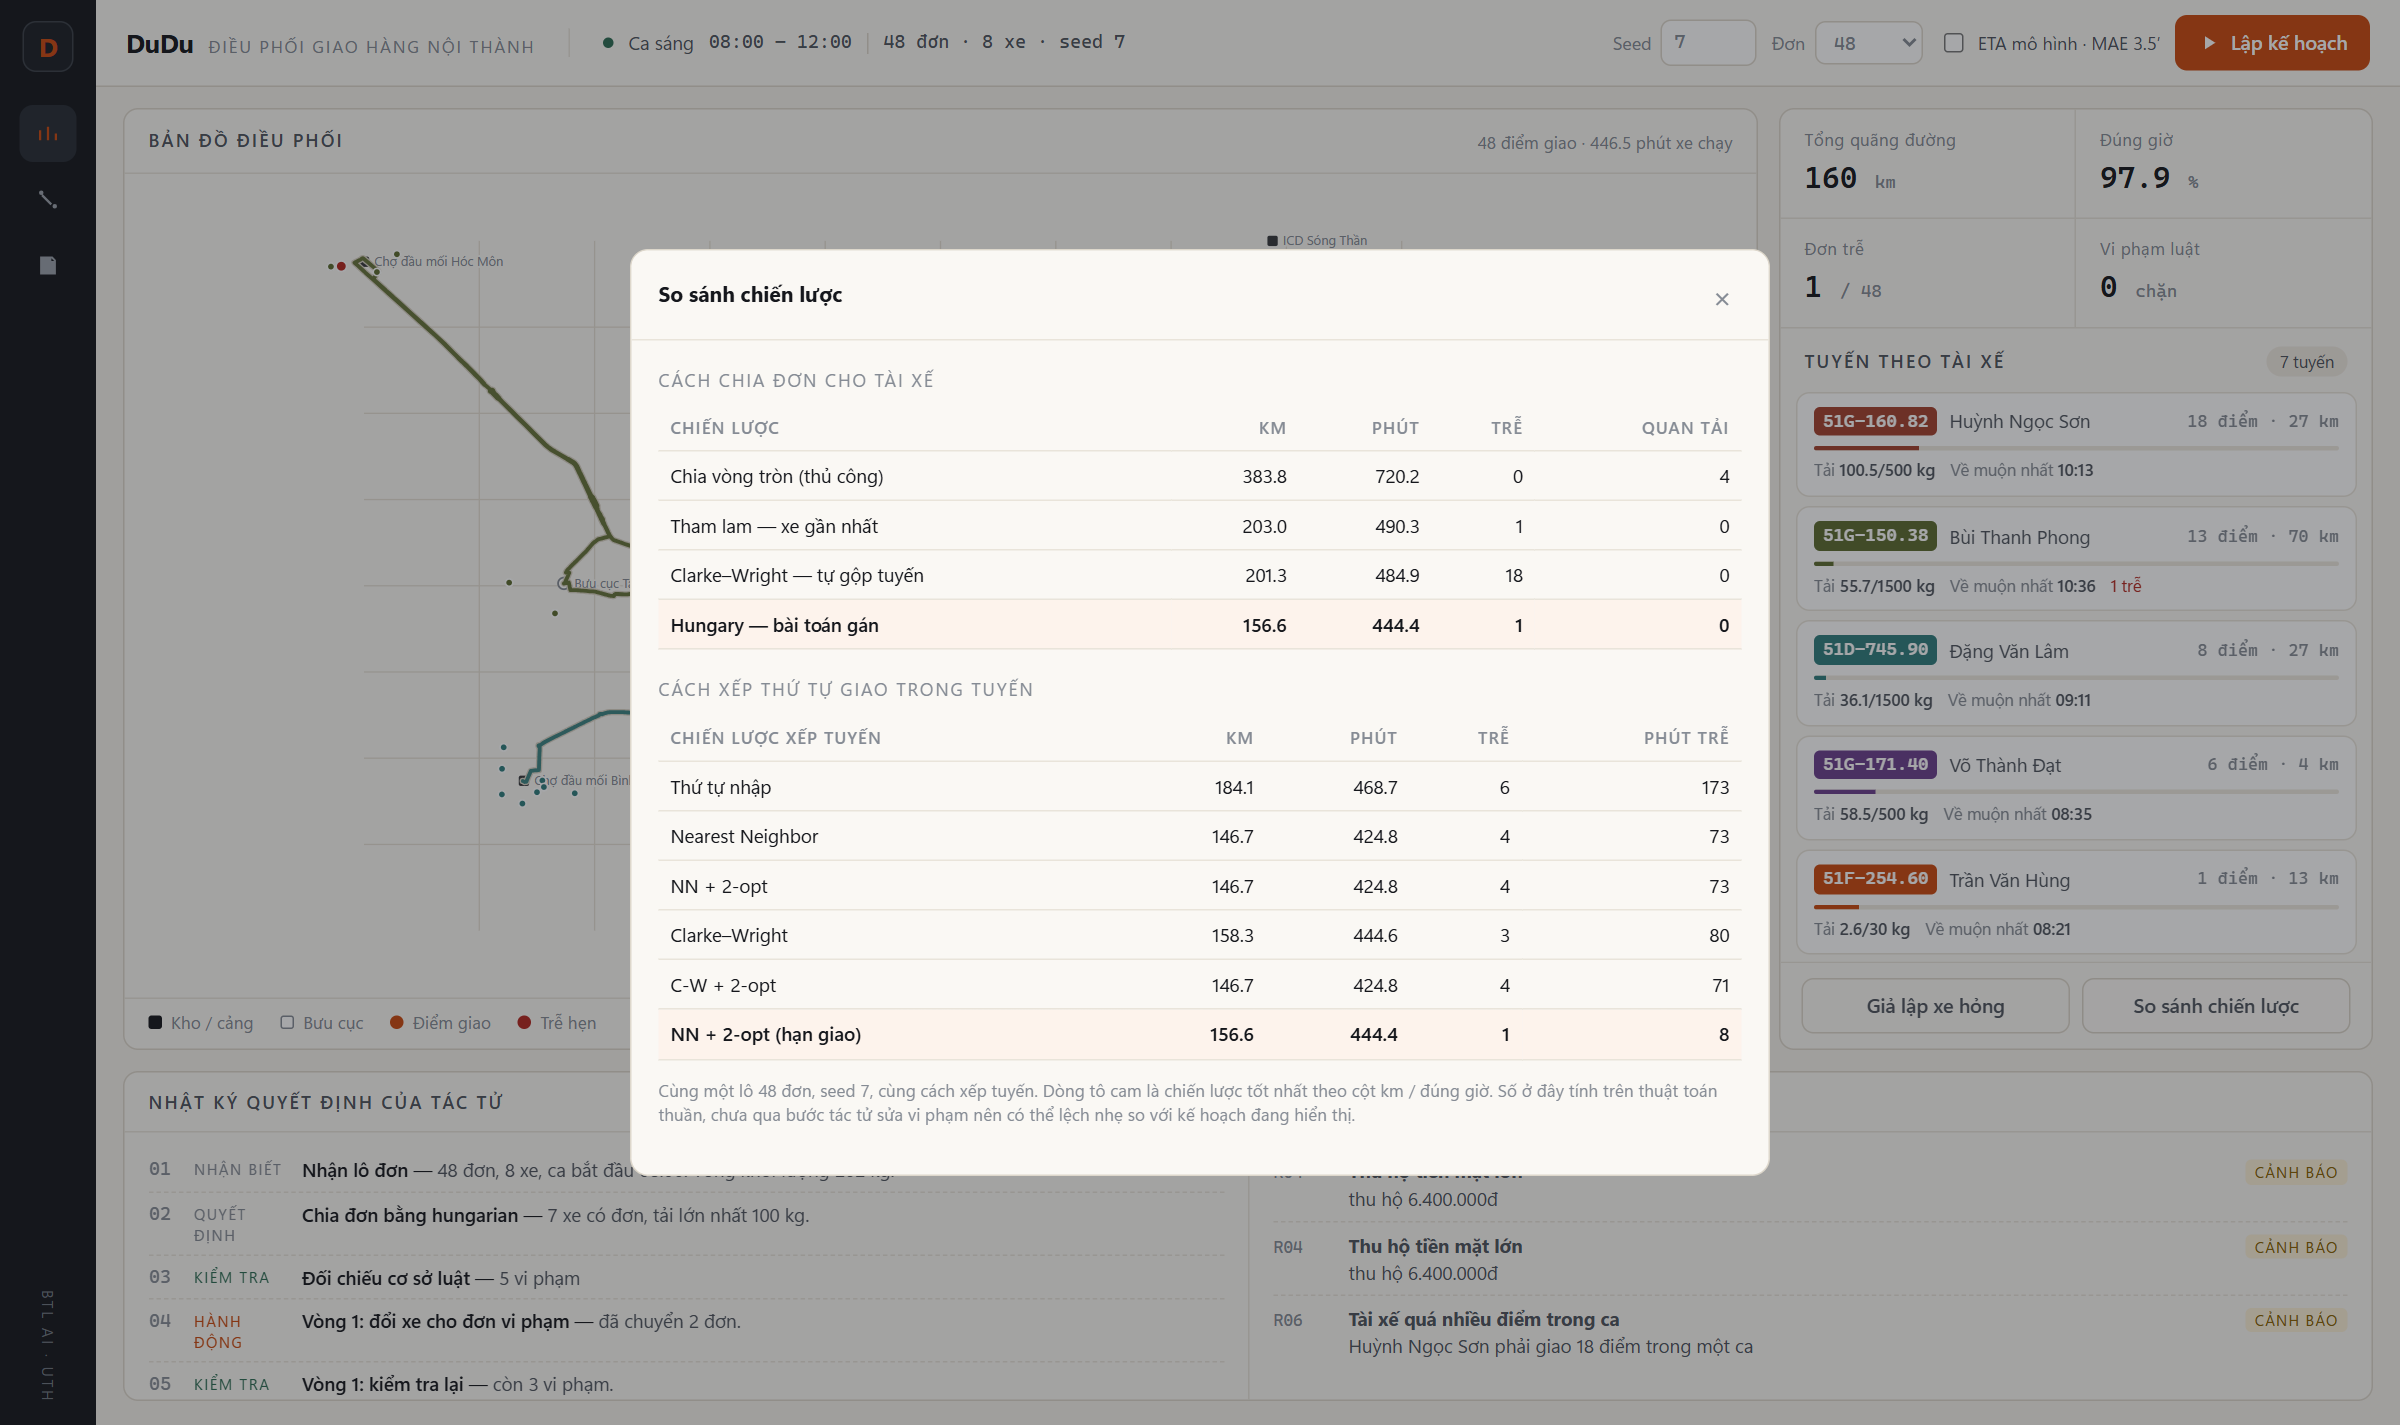 D
DuDu ĐIỀU PHỐI GIAO HÀNG NỘI THÀNH
Ca sáng 08:00 – 12:00 48 đơn · 8 xe · seed 7
Seed 7 Đơn 48 ETA mô hình · MAE 3.5′ Lập kế hoạch
BẢN ĐỒ ĐIỀU PHỐI
48 điểm giao · 446.5 phút xe chạy
ICD Sóng Thần
Chợ đầu mối Hóc Môn
Bưu cục
Chợ đầu mối
Kho / cảng Bưu cục Điểm giao Trễ hẹn
Tổng quãng đường
160 km
Đúng giờ
97.9 %
Đơn trễ
1 / 48
Vi phạm luật
0 chặn
TUYẾN THEO TÀI XẾ 7 tuyến
51G-160.82 Huỳnh Ngọc Sơn 18 điểm · 27 km
Tải 100.5/500 kg Về muộn nhất 10:13
51G-150.38 Bùi Thanh Phong 13 điểm · 70 km
Tải 55.7/1500 kg Về muộn nhất 10:36 1 trễ
51D-745.90 Đặng Văn Lâm 8 điểm · 27 km
Tải 36.1/1500 kg Về muộn nhất 09:11
51G-171.40 Võ Thành Đạt 6 điểm · 4 km
Tải 58.5/500 kg Về muộn nhất 08:35
51F-254.60 Trần Văn Hùng 1 điểm · 13 km
Tải 2.6/30 kg Về muộn nhất 08:21
Giả lập xe hỏng So sánh chiến lược
So sánh chiến lược ×
CÁCH CHIA ĐƠN CHO TÀI XẾ
CHIẾN LƯỢC KM PHÚT TRỄ QUAN TẢI
Chia vòng tròn (thủ công) 383.8 720.2 0 4
Tham lam — xe gần nhất 203.0 490.3 1 0
Clarke–Wright — tự gộp tuyến 201.3 484.9 18 0
Hungary — bài toán gán 156.6 444.4 1 0
CÁCH XẾP THỨ TỰ GIAO TRONG TUYẾN
CHIẾN LƯỢC XẾP TUYẾN KM PHÚT TRỄ PHÚT TRỄ
Thứ tự nhập 184.1 468.7 6 173
Nearest Neighbor 146.7 424.8 4 73
NN + 2-opt 146.7 424.8 4 73
Clarke–Wright 158.3 444.6 3 80
C-W + 2-opt 146.7 424.8 4 71
NN + 2-opt (hạn giao) 156.6 444.4 1 8
Cùng một lô 48 đơn, seed 7, cùng cách xếp tuyến. Dòng tô cam là chiến lược tốt nhất theo cột km / đúng giờ. Số ở đây tính trên thuật toán
thuần, chưa qua bước tác tử sửa vi phạm nên có thể lệch nhẹ so với kế hoạch đang hiển thị.
NHẬT KÝ QUYẾT ĐỊNH CỦA TÁC TỬ
01 NHẬN BIẾT Nhận lô đơn — 48 đơn, 8 xe, ca bắt đầu
02 QUYẾT ĐỊNH Chia đơn bằng hungarian — 7 xe có đơn, tải lớn nhất 100 kg.
03 KIỂM TRA Đối chiếu cơ sở luật — 5 vi phạm
04 HÀNH ĐỘNG Vòng 1: đổi xe cho đơn vi phạm — đã chuyển 2 đơn.
05 KIỂM TRA Vòng 1: kiểm tra lại — còn 3 vi phạm.
CẢNH BÁO
thu hộ 6.400.000đ
R04 Thu hộ tiền mặt lớn CẢNH BÁO
thu hộ 6.400.000đ
R06 Tài xế quá nhiều điểm trong ca CẢNH BÁO
Huỳnh Ngọc Sơn phải giao 18 điểm trong một ca
BTL AI · UTH